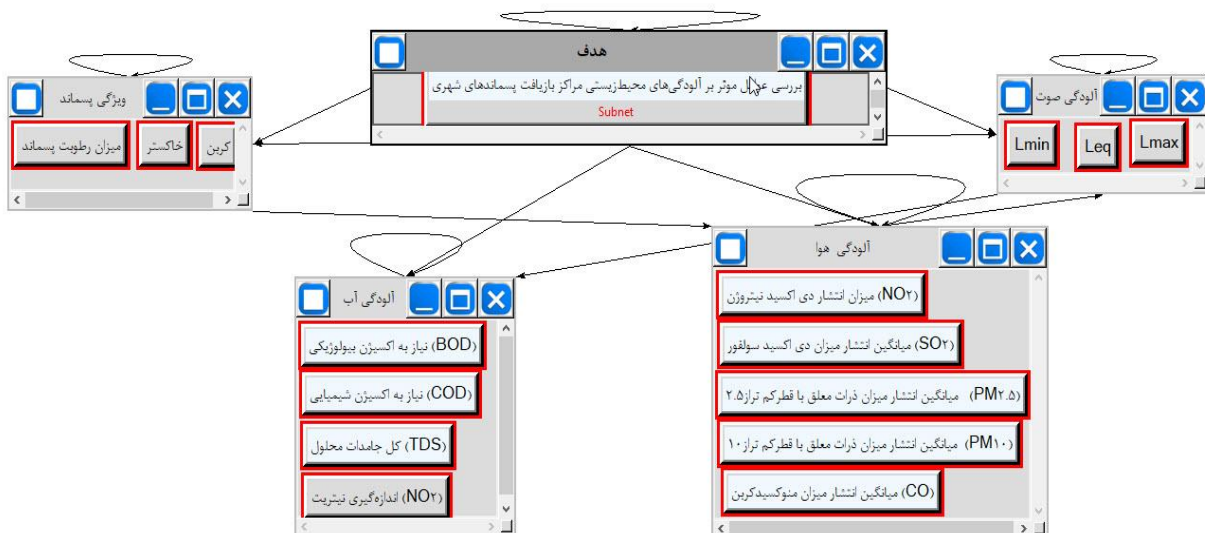 هدف
بررسی عوامل موثر بر آلودگی‌های محیط‌زیستی مراکز بازیافت پسماندهای شهری
Subnet
ویژگی پسماند
میزان رطوبت پسماند
خاکستر
کربن
آلودگی صوت
Lmin
Leq
Lmax
آلودگی آب
(BOD) نیاز به اکسیژن بیولوژیکی
(COD) نیاز به اکسیژن شیمیایی
(TDS) کل جامدات محلول
(NO۲) اندازه‌گیری نیتریت
آلودگی هوا
(NO۲) میزان انتشار دی اکسید نیتروژن
(SO۲) میانگین انتشار میزان دی اکسید سولفور
(PM۲.۵) میانگین انتشار میزان ذرات معلق با قطرکم تراز۲.۵
(PM۱۰) میانگین انتشار میزان ذرات معلق با قطرکم تراز۱۰
(CO) میانگین انتشار میزان منوکسیدکربن